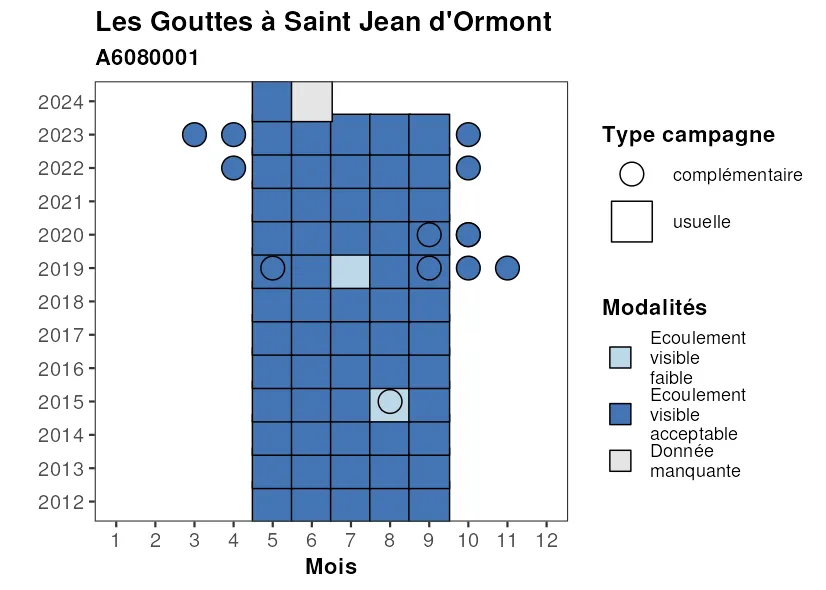 Les Gouttes à Saint Jean d'Ormont
A6080001
2024
2023
2022
2021
2020
2019
2018
2017
2016
2015
2014
2013
2012
1 2 3 4 5 6 7 8 9 10 11 12
Mois
Type campagne
complémentaire
usuelle
Modalités
Ecoulement
visible
faible
Ecoulement
visible
acceptable
Donnée
manquante